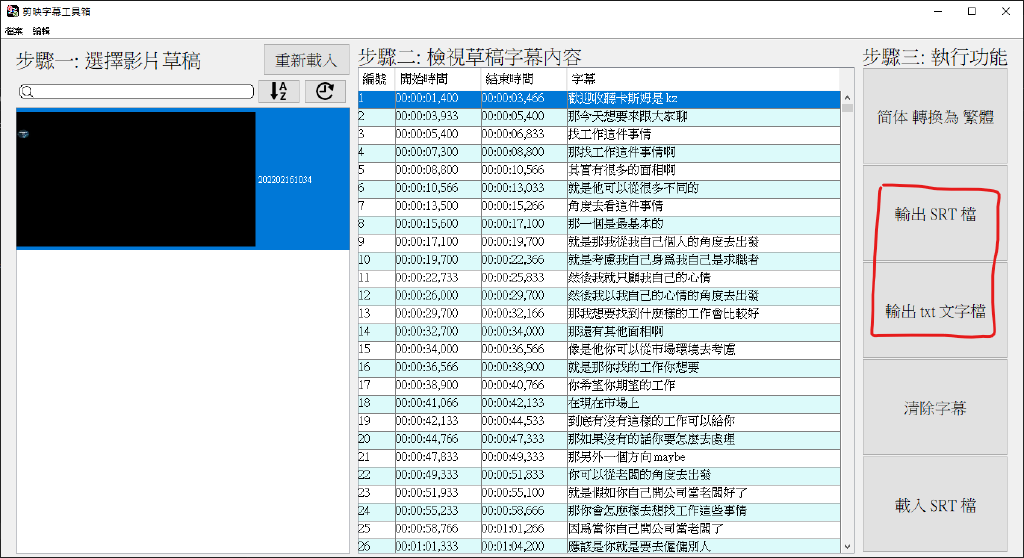 剪映字幕工具箱
檔案 編輯
步驟一: 選擇影片草稿
重新載入
202202161034
步驟二: 檢視草稿字幕內容
編號 開始時間 結束時間 字幕
1 00:00:01,400 00:00:03,466 歡迎收聽卡斯姆是 kz
2 00:00:03,933 00:00:05,400 那今天想要來跟大家聊
3 00:00:05,400 00:00:06,833 找工作這件事情
4 00:00:07,300 00:00:08,800 那找工作這件事情啊
5 00:00:08,800 00:00:10,566 其實有很多的面相啊
6 00:00:10,566 00:00:13,033 就是他可以從很多不同的
7 00:00:13,500 00:00:15,266 角度去看這件事情
8 00:00:15,600 00:00:17,100 那一個是最基本的
9 00:00:17,100 00:00:19,700 就是那我從我自己個人的角度去出發
10 00:00:19,700 00:00:22,366 就是考慮我自己身爲我自己是求職者
11 00:00:22,733 00:00:25,833 然後我就只顧我自己的心情
12 00:00:26,000 00:00:29,700 然後我以我自己的心情的角度去出發
13 00:00:29,700 00:00:32,166 那我想要找到什麼樣的工作會比較好
14 00:00:32,700 00:00:34,000 那還有其他面相啊
15 00:00:34,000 00:00:36,566 像是他你可以從市場環境去考慮
16 00:00:36,566 00:00:38,900 就是那你找的工作你想要
17 00:00:38,900 00:00:40,766 你希望你期望的工作
18 00:00:41,066 00:00:42,133 在現在市場上
19 00:00:42,133 00:00:44,533 到底有沒有這樣的工作可以給你
20 00:00:44,766 00:00:47,333 那如果沒有的話你要怎麼去處理
21 00:00:47,833 00:00:49,333 那另外一個方向 maybe
22 00:00:49,333 00:00:51,833 你可以從老闆的角度去出發
23 00:00:51,933 00:00:55,100 就是假如你自己開公司當老闆好了
24 00:00:55,233 00:00:58,666 那你會怎麼樣去想找工作這些事情
25 00:00:58,766 00:01:01,266 因爲當你自己開公司當老闆了
26 00:01:01,333 00:01:04,200 應該是你就是要去僱傭別人
步驟三: 執行功能
简体 轉換為 繁體
輸出 SRT 檔
輸出 txt 文字檔
清除字幕
載入 SRT 檔